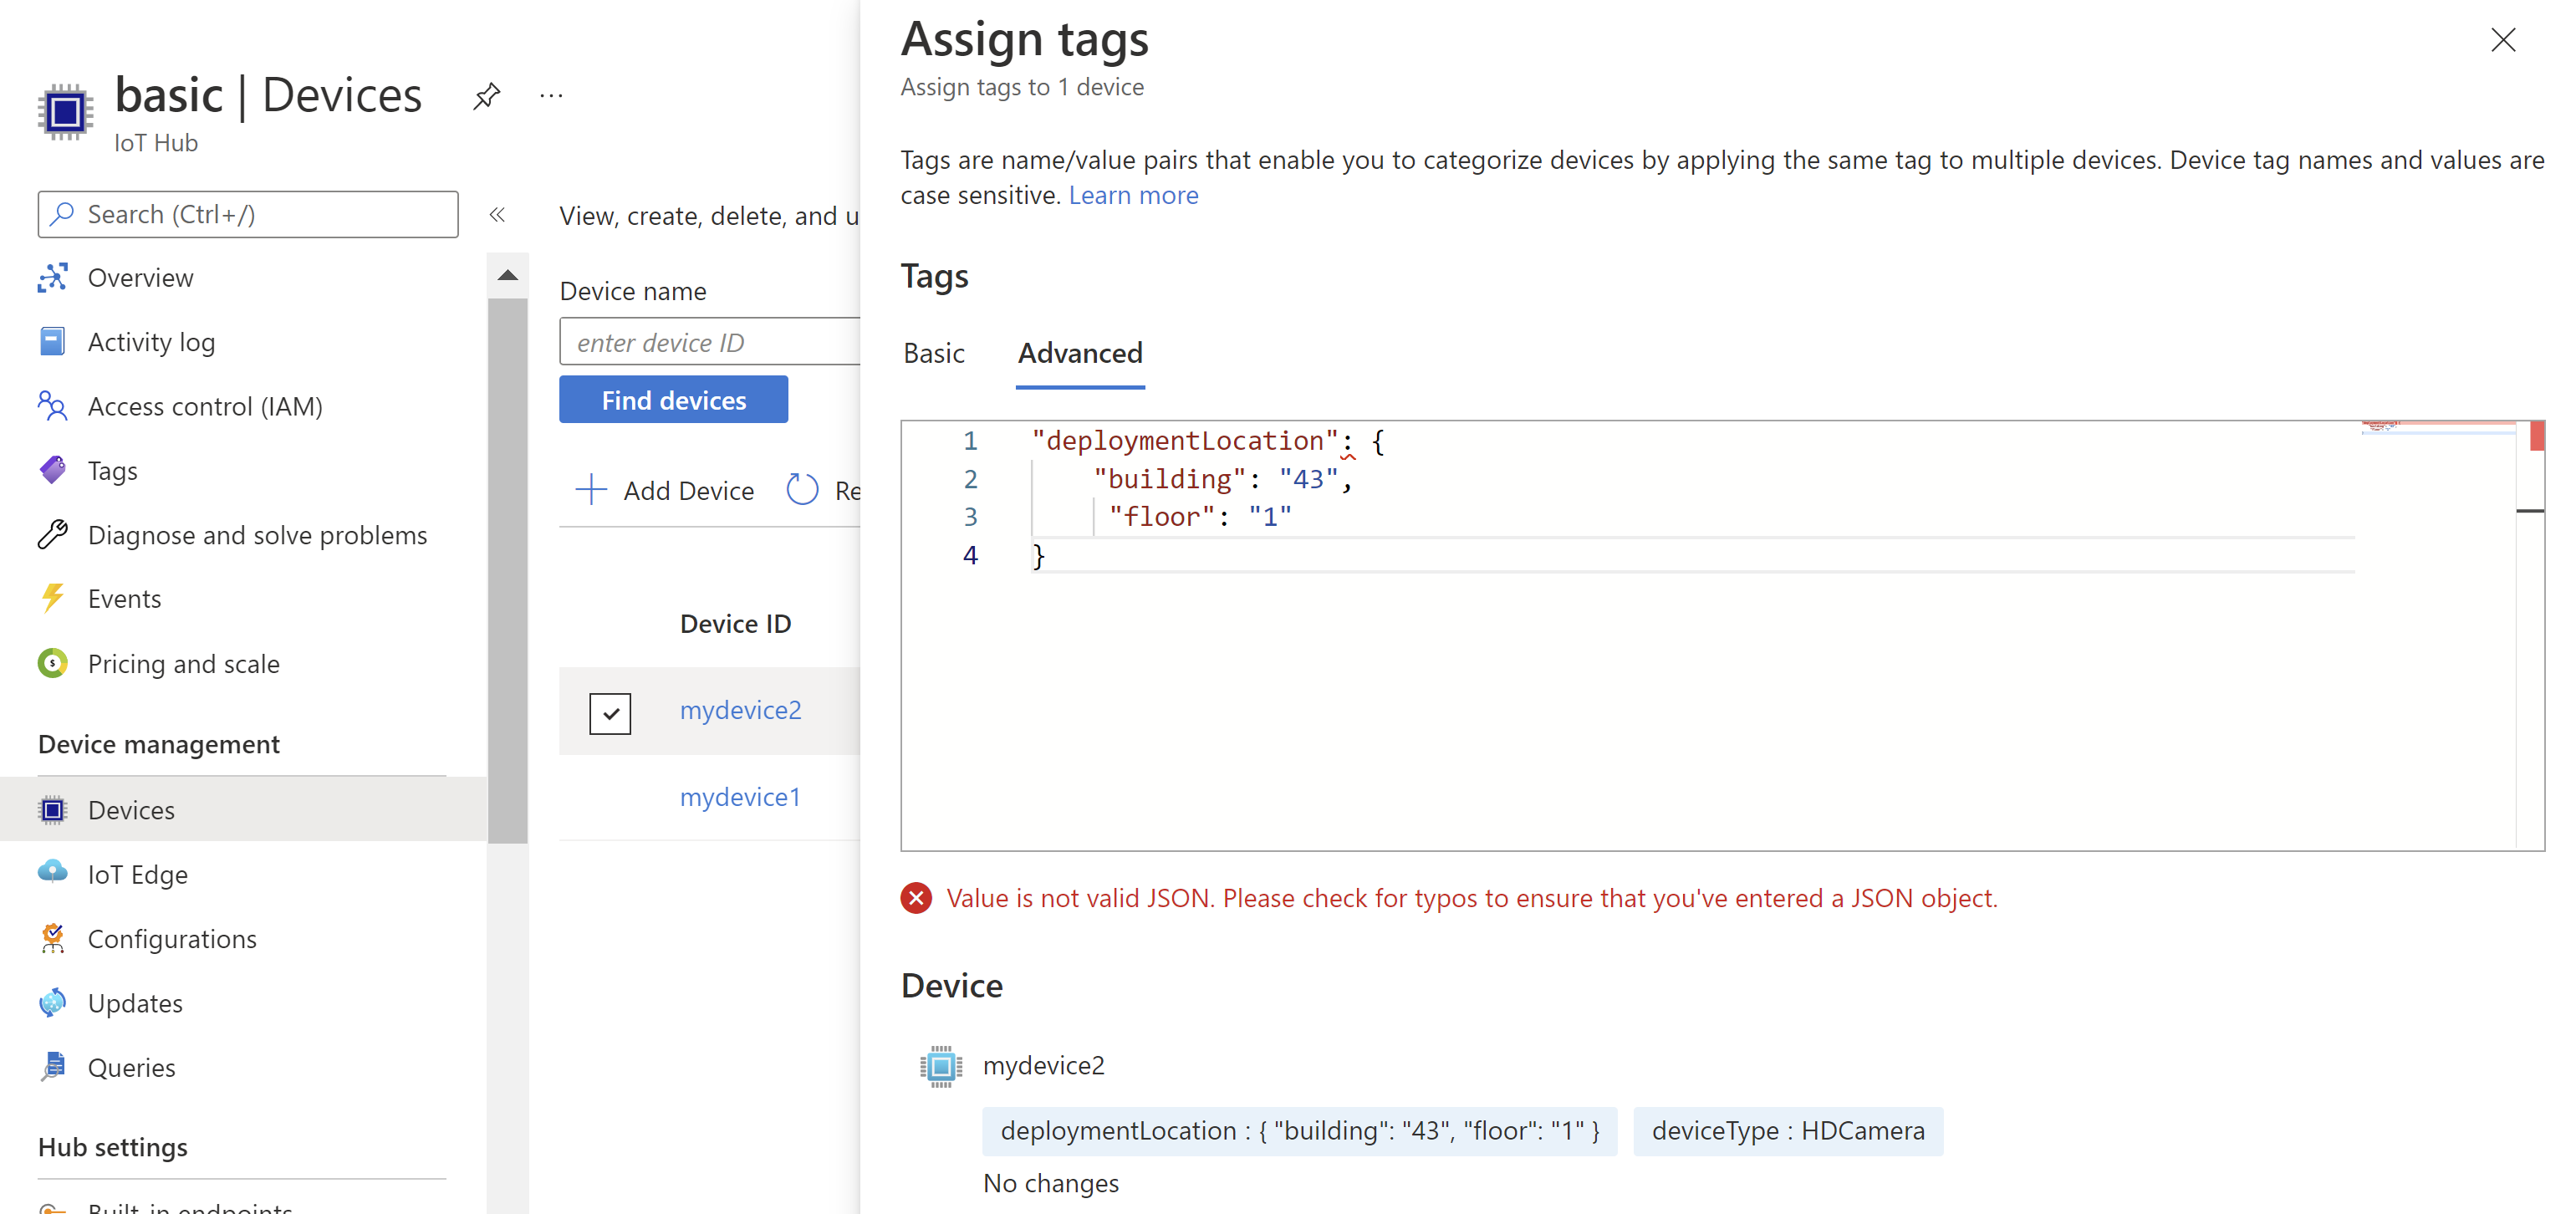 basic | Devices
IoT Hub
Search (Ctrl+/)
Overview
Activity log
Access control (IAM)
Tags
Diagnose and solve problems
Events
Pricing and scale
Device management
Devices
IoT Edge
Configurations
Updates
Queries
Hub settings
Built-in endpoints
View, create, delete, and u
Device name
enter device ID
Find devices
Add Device
Re
Device ID
mydevice2
mydevice1
Assign tags
Assign tags to 1 device
Tags are name/value pairs that enable you to categorize devices by applying the same tag to multiple devices. Device tag names and values are
case sensitive. Learn more
Tags
Basic Advanced
1 "deploymentLocation": {
2 "building": "43",
3 "floor": "1"
4 }
Value is not valid JSON. Please check for typos to ensure that you've entered a JSON object.
Device
mydevice2
deploymentLocation : { "building": "43", "floor": "1" } deviceType : HDCamera
No changes